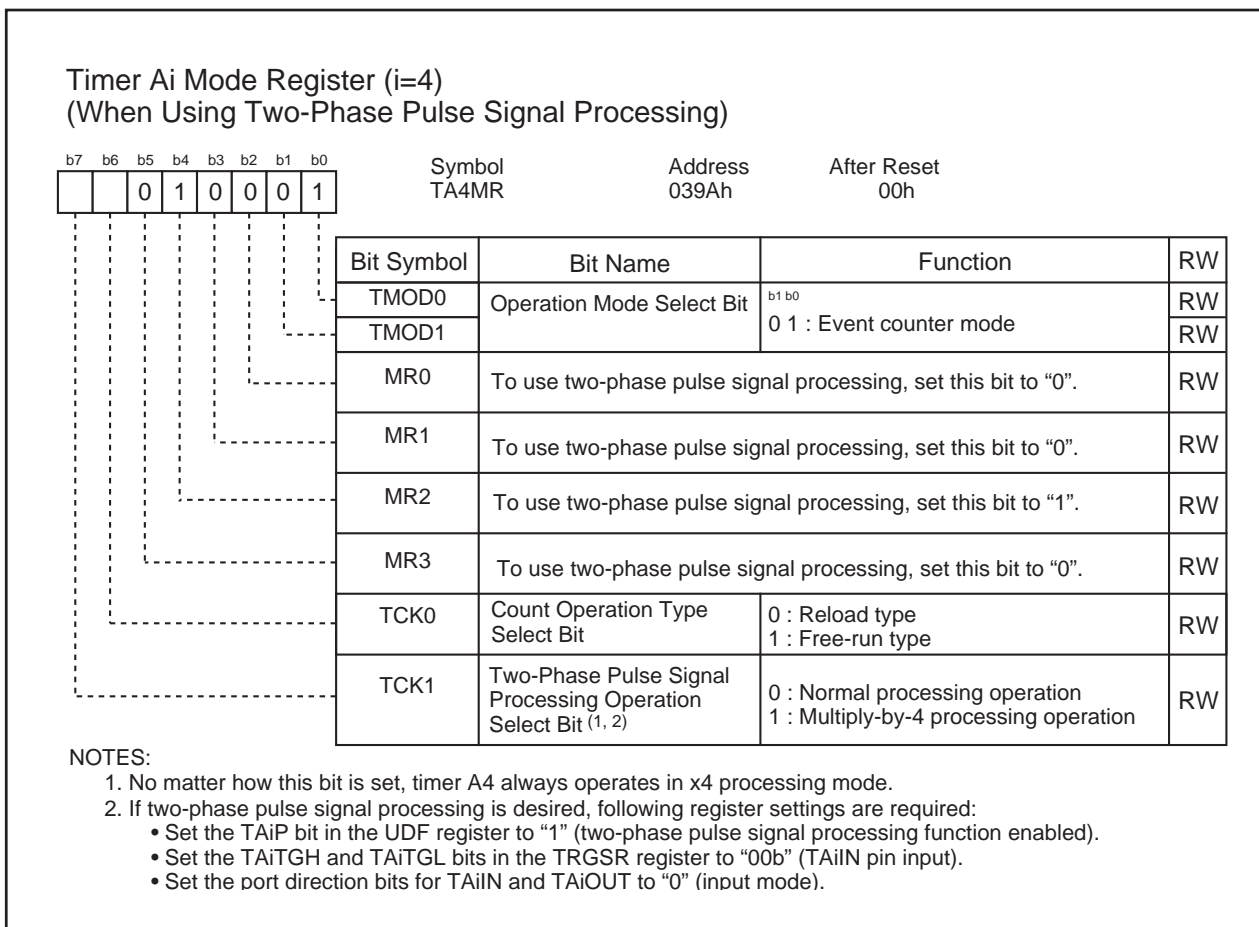 Timer Ai Mode Register (i=4)
(When Using Two-Phase Pulse Signal Processing)
b7 b6 b5 b4 b3 b2 b1 b0
0 1 0 0 0 1
Symbol Address After Reset
TA4MR 039Ah 00h
Bit Symbol Bit Name Function RW
TMOD0 Operation Mode Select Bit b1 b0 RW
TMOD1 0 1 : Event counter mode RW
MR0 To use two-phase pulse signal processing, set this bit to “0”. RW
MR1 To use two-phase pulse signal processing, set this bit to “0”. RW
MR2 To use two-phase pulse signal processing, set this bit to “1”. RW
MR3 To use two-phase pulse signal processing, set this bit to “0”. RW
TCK0 Count Operation Type Select Bit 0 : Reload type RW
1 : Free-run type
TCK1 Two-Phase Pulse Signal Processing Operation Select Bit (1, 2) 0 : Normal processing operation RW
1 : Multiply-by-4 processing operation
NOTES:
1. No matter how this bit is set, timer A4 always operates in x4 processing mode.
2. If two-phase pulse signal processing is desired, following register settings are required:
• Set the TAiP bit in the UDF register to “1” (two-phase pulse signal processing function enabled).
• Set the TAiTGH and TAiTGL bits in the TRGSR register to “00b” (TAiIN pin input).
• Set the port direction bits for TAiIN and TAiOUT to “0” (input mode).